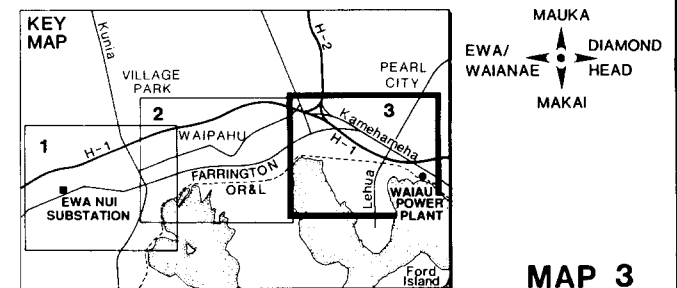 KEY
MAP
Kunia
H-2
VILLAGE
PARK
PEARL
CITY
1
2
3
H-1
WAIPAHU
Kamehameha
H-1
FARRINGTON
OR&L
Lehua
EWA NUI
SUBSTATION
WAIAU
POWER
PLANT
Ford
Island
MAUKA
EWA/
WAIANAE
DIAMOND
HEAD
MAKAI
MAP 3